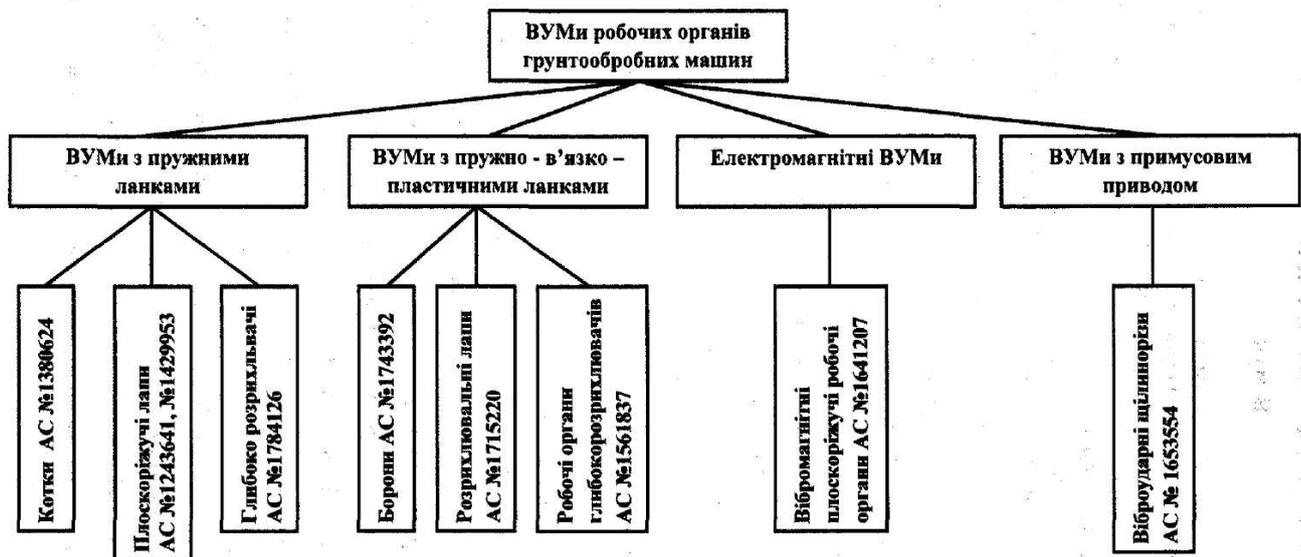 ВУМи робочих органів
грунтообробних машин
ВУМи з пружними
ланками
ВУМи з пружно - в’язко –
пластичними ланками
Електромагнітні ВУМи
ВУМи з примусовим
приводом
Котки АС №1380624
Плоскоріжучі лапи
АС №1243641, №1429953
Глибоко розрихльвачі
АС №1784126
Борони АС №1743392
Розрихлювальні лапи
АС №1715220
Робочі органи
глибокорозрихлювачів
АС №1561837
Вібромагнітні
плоскоріжучі робочі
органи АС №1641207
Віброударні щілинорізи
АС № 1653554